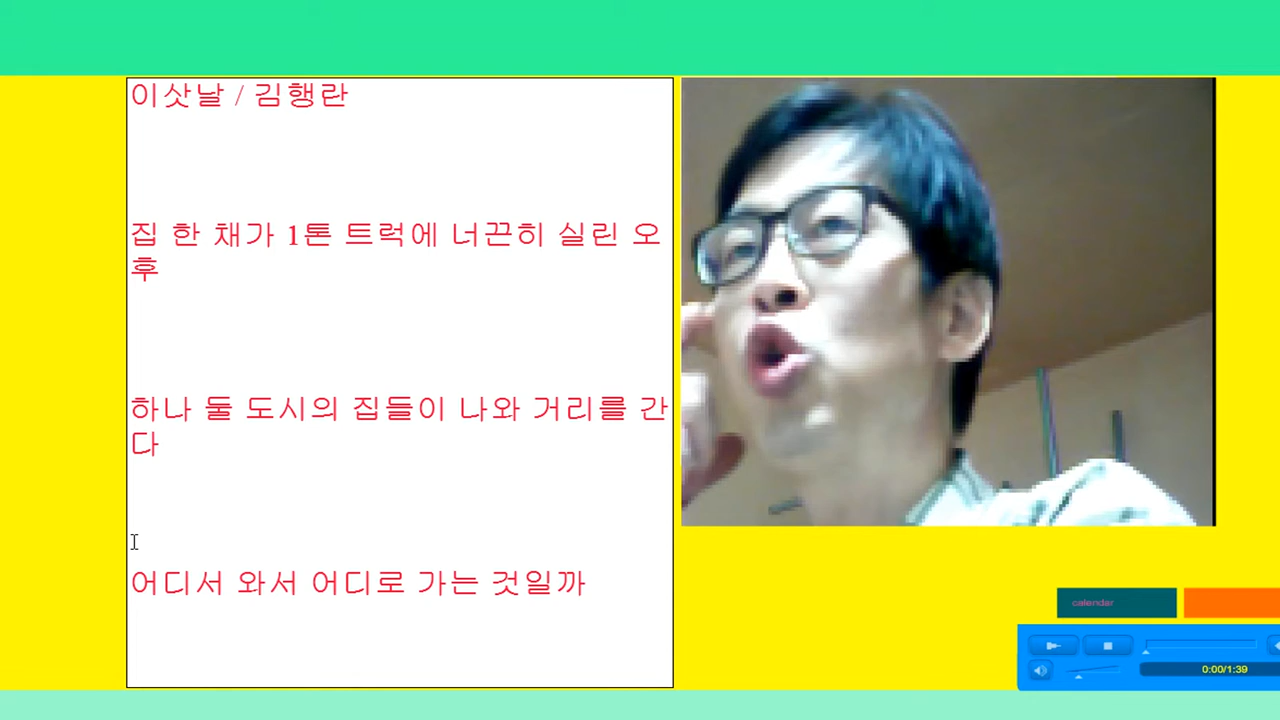 이삿날 / 김행란
집 한 채가 1톤 트럭에 너끈히 실린 오
후
하나 둘 도시의 집들이 나와 거리를 간
다
어디서 와서 어디로 가는 것일까
calendar
0:00/1:39